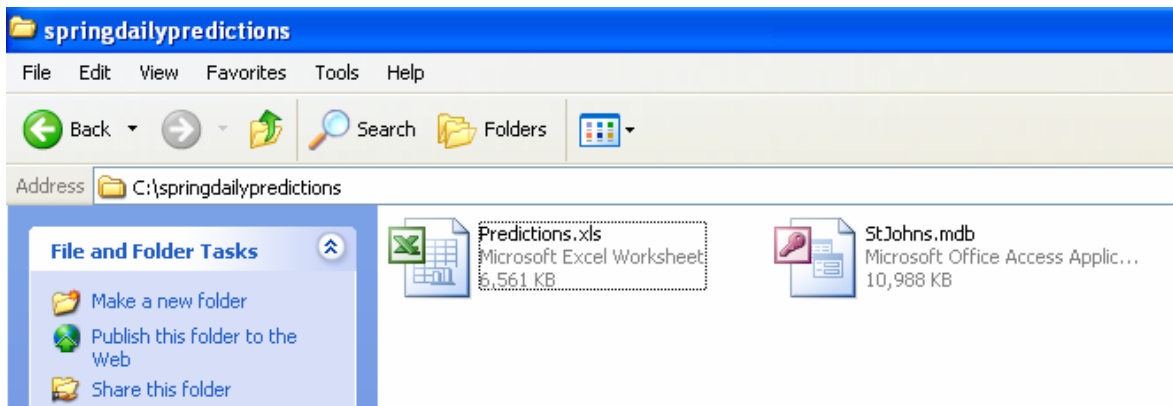 springdailypredictions
File Edit View Favorites Tools Help
Back Search Folders
Address C:\springdailypredictions
File and Folder Tasks
Make a new folder
Publish this folder to the
Web
Share this folder
Predictions.xls
Microsoft Excel Worksheet
6,561 KB
StJohns.mdb
Microsoft Office Access Applic...
10,988 KB